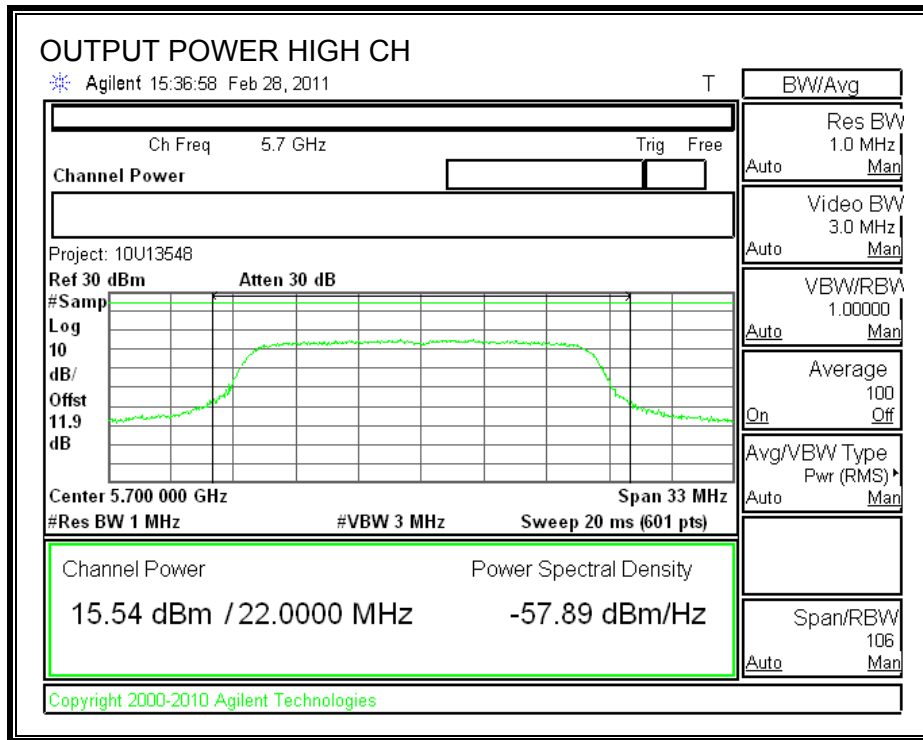 OUTPUT POWER HIGH CH
Agilent 15:36:58 Feb 28, 2011 T
Ch Freq 5.7 GHz Trig Free
Channel Power
Project: 10U13548
Ref 30 dBm Atten 30 dB
#Samp
Log
10
dB/
Offst
11.9
dB
Center 5.700 000 GHz Span 33 MHz
#Res BW 1 MHz #VBW 3 MHz Sweep 20 ms (601 pts)
Channel Power Power Spectral Density
15.54 dBm / 22.0000 MHz -57.89 dBm/Hz
Copyright 2000-2010 Agilent Technologies
BW/Avg
Res BW
1.0 MHz
Auto Man
Video BW
3.0 MHz
Auto Man
VBW/RBW
1.00000
Auto Man
Average
100
On Off
Avg/VBW Type
Pwr (RMS)
Auto Man
Span/RBW
106
Auto Man